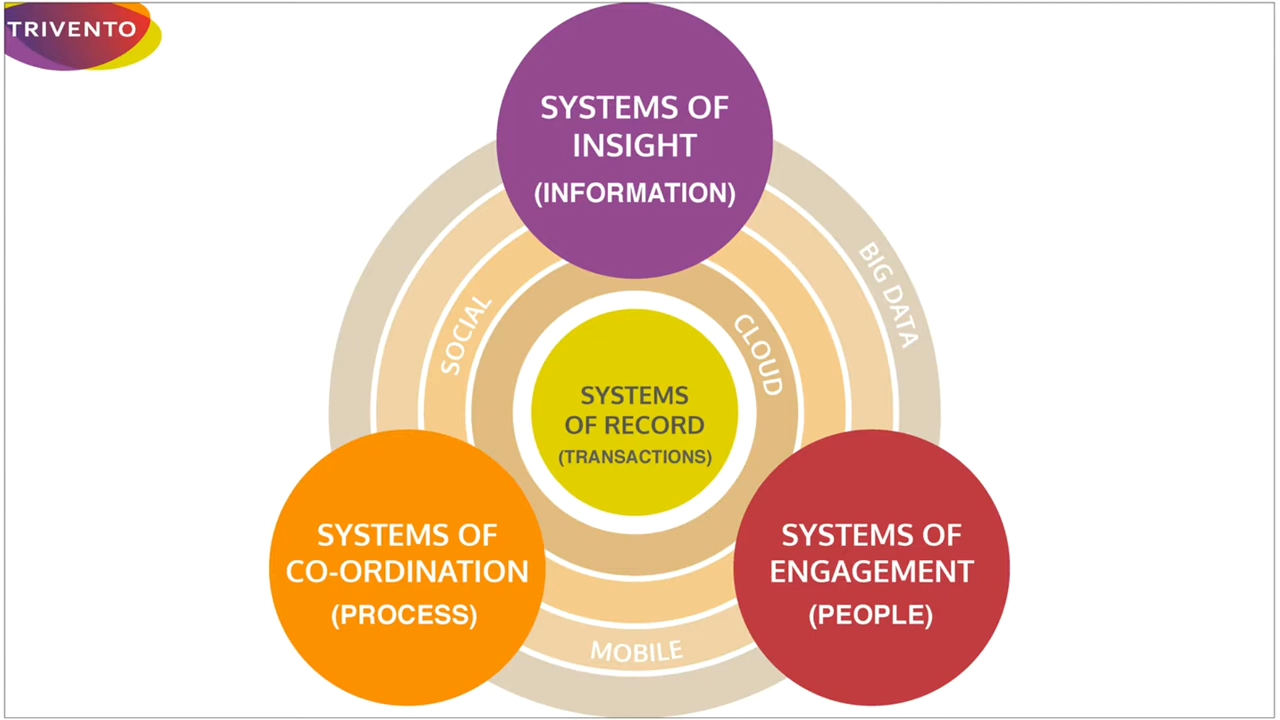 TRIVENTO
SYSTEMS OF
INSIGHT
(INFORMATION)
BIG DATA
SOCIAL
CLOUD
SYSTEMS
OF RECORD
(TRANSACTIONS)
SYSTEMS OF
CO-ORDINATION
(PROCESS)
SYSTEMS OF
ENGAGEMENT
(PEOPLE)
MOBILE